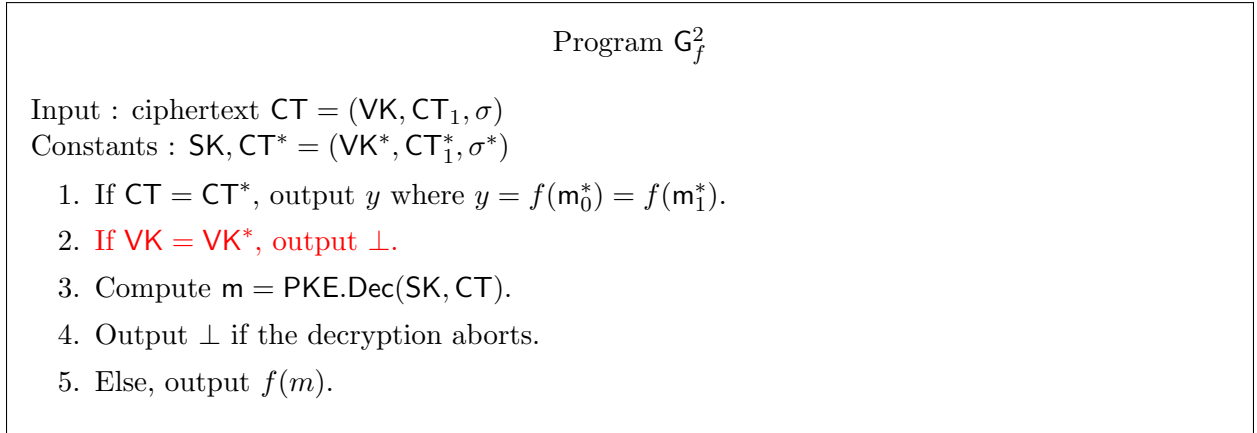 Program G_f^2
Input : ciphertext CT = (VK, CT_1, σ)
Constants : SK, CT* = (VK*, CT_1^*, σ*)
1. If CT = CT*, output y where y = f(m_0^*) = f(m_1^*).
2. If VK = VK*, output ⊥.
3. Compute m = PKE.Dec(SK, CT).
4. Output ⊥ if the decryption aborts.
5. Else, output f(m).